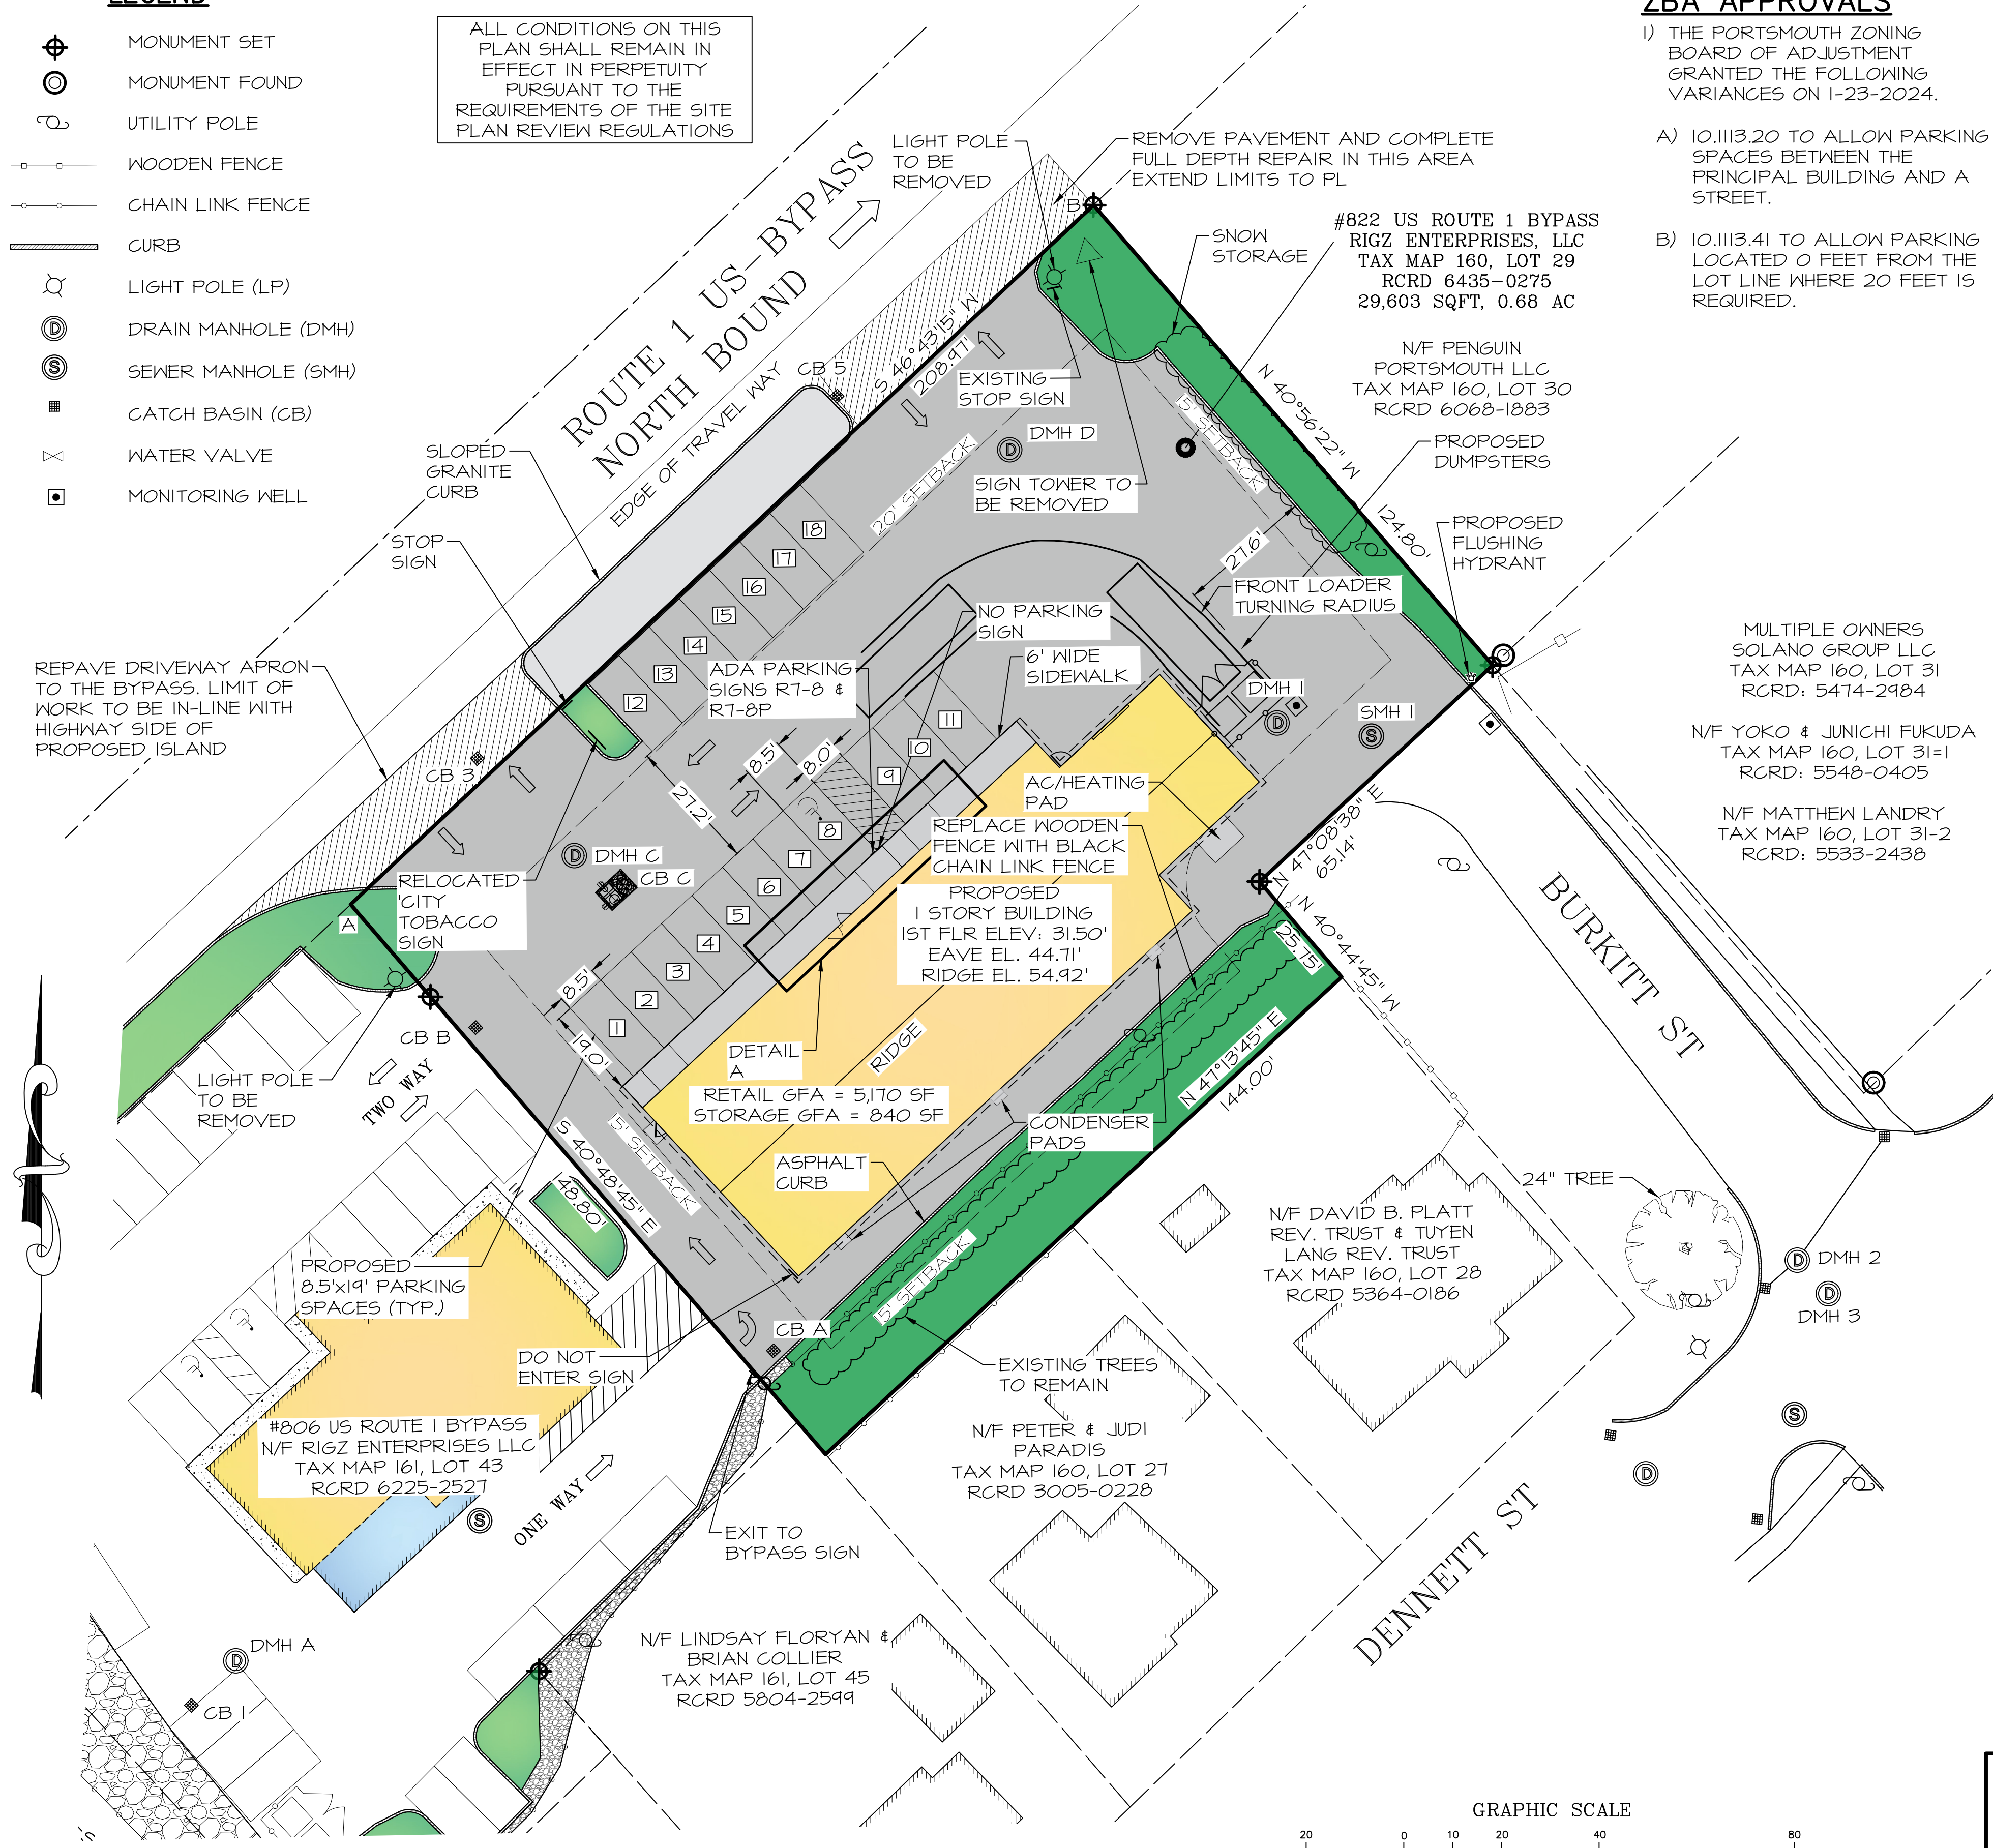 LEGEND
MONUMENT SET
MONUMENT FOUND
UTILITY POLE
WOODEN FENCE
CHAIN LINK FENCE
CURB
LIGHT POLE (LP)
D
DRAIN MANHOLE (DMH)
S
SEWER MANHOLE (SMH)
CATCH BASIN (CB)
WATER VALVE
MONITORING WELL
ALL CONDITIONS ON THIS
PLAN SHALL REMAIN IN
EFFECT IN PERPETUITY
PURSUANT TO THE
REQUIREMENTS OF THE SITE
PLAN REVIEW REGULATIONS
ZBA APPROVALS
1) THE PORTSMOUTH ZONING
BOARD OF ADJUSTMENT
GRANTED THE FOLLOWING
VARIANCES ON 1-23-2024.
A) 10.1113.20 TO ALLOW PARKING
SPACES BETWEEN THE
PRINCIPAL BUILDING AND A
STREET.
B) 10.1113.41 TO ALLOW PARKING
LOCATED 0 FEET FROM THE
LOT LINE WHERE 20 FEET IS
REQUIRED.
LIGHT POLE
TO BE
REMOVED
REMOVE PAVEMENT AND COMPLETE
FULL DEPTH REPAIR IN THIS AREA
EXTEND LIMITS TO PL
B
SNOW
STORAGE
#822 US ROUTE 1 BYPASS
RIGZ ENTERPRISES, LLC
TAX MAP 160, LOT 29
RCRD 6435-0275
29,603 SQFT, 0.68 AC
N/F PENGUIN
PORTSMOUTH LLC
TAX MAP 160, LOT 30
RCRD 6068-1883
ROUTE 1 US-BYPASS
NORTH BOUND
EDGE OF TRAVEL WAY
CB 5
S 46°43'15" W
208.97'
EXISTING
STOP SIGN
D
DMH D
SIGN TOWER TO
BE REMOVED
20' SETBACK
5' SETBACK
N 40°56'22" W
124.80'
PROPOSED
DUMPSTERS
PROPOSED
FLUSHING
HYDRANT
SLOPED
GRANITE
CURB
STOP
SIGN
27.6'
FRONT LOADER
TURNING RADIUS
18
17
16
15
14
13
12
NO PARKING
SIGN
ADA PARKING
SIGNS R7-8 &
R7-8P
6' WIDE
SIDEWALK
REPAVE DRIVEWAY APRON
TO THE BYPASS. LIMIT OF
WORK TO BE IN-LINE WITH
HIGHWAY SIDE OF
PROPOSED ISLAND
MULTIPLE OWNERS
SOLANO GROUP LLC
TAX MAP 160, LOT 31
RCRD: 5474-2984
N/F YOKO & JUNICHI FUKUDA
TAX MAP 160, LOT 31=1
RCRD: 5548-0405
N/F MATTHEW LANDRY
TAX MAP 160, LOT 31-2
RCRD: 5533-2438
DMH 1
D
SMH 1
S
CB 3
8.5'
8.0'
27.2'
11
10
9
8
7
6
5
4
3
2
1
AC/HEATING
PAD
REPLACE WOODEN
FENCE WITH BLACK
CHAIN LINK FENCE
N 47°08'38" E
65.14'
D
DMH C
CB C
RELOCATED
'CITY
TOBACCO
SIGN
PROPOSED
1 STORY BUILDING
1ST FLR ELEV: 31.50'
EAVE EL. 44.71'
RIDGE EL. 54.92'
A
N 40°44'45" W
25.75'
BURKITT ST
8.5'
19.0'
CB B
LIGHT POLE
TO BE
REMOVED
TWO WAY
DETAIL
A
RIDGE
RETAIL GFA = 5,170 SF
STORAGE GFA = 840 SF
N 47°13'45" E
144.00'
CONDENSER
PADS
5' SETBACK
S 40°48'45" E
48.80'
IN
ASPHALT
CURB
5' SETBACK
24" TREE
N/F DAVID B. PLATT
REV. TRUST & TUYEN
LANG REV. TRUST
TAX MAP 160, LOT 28
RCRD 5364-0186
D
DMH 2
D
DMH 3
PROPOSED
8.5'x19' PARKING
SPACES (TYP.)
CB A
DO NOT
ENTER SIGN
EXISTING TREES
TO REMAIN
#806 US ROUTE 1 BYPASS
N/F RIGZ ENTERPRISES LLC
TAX MAP 161, LOT 43
RCRD 6225-2527
N/F PETER & JUDI
PARADIS
TAX MAP 160, LOT 27
RCRD 3005-0228
S
D
S
ONE WAY
EXIT TO
BYPASS SIGN
DENNETT ST
N/F LINDSAY FLORYAN &
BRIAN COLLIER
TAX MAP 161, LOT 45
RCRD 5804-2599
D
DMH A
CB 1
GRAPHIC SCALE
20 0 10 20 40 80